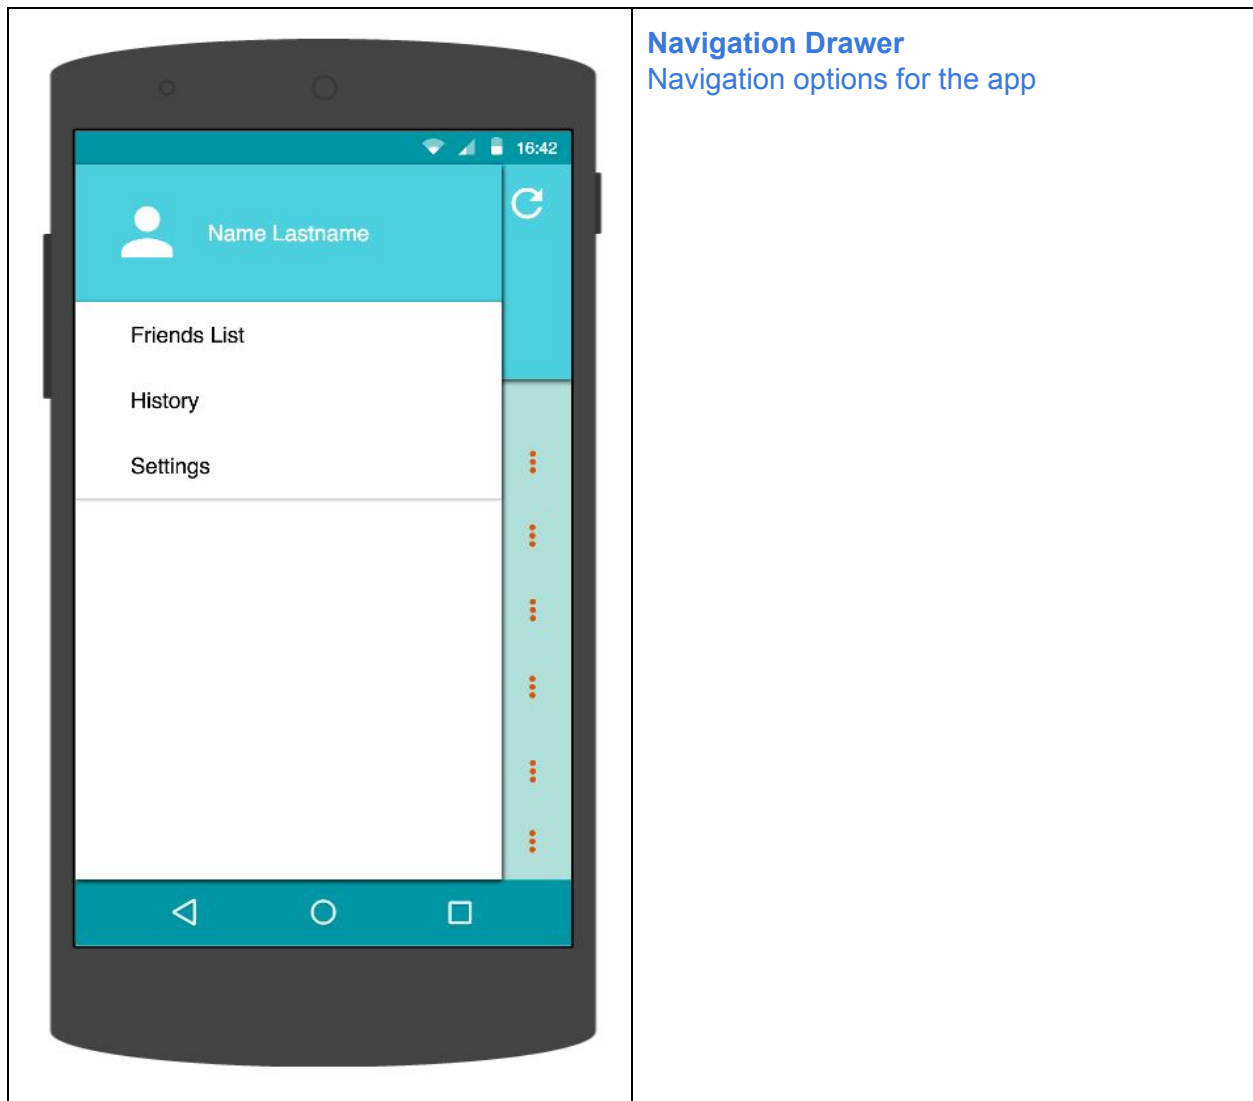 Navigation Drawer
Navigation options for the app
16:42
Name Lastname
Friends List
History
Settings